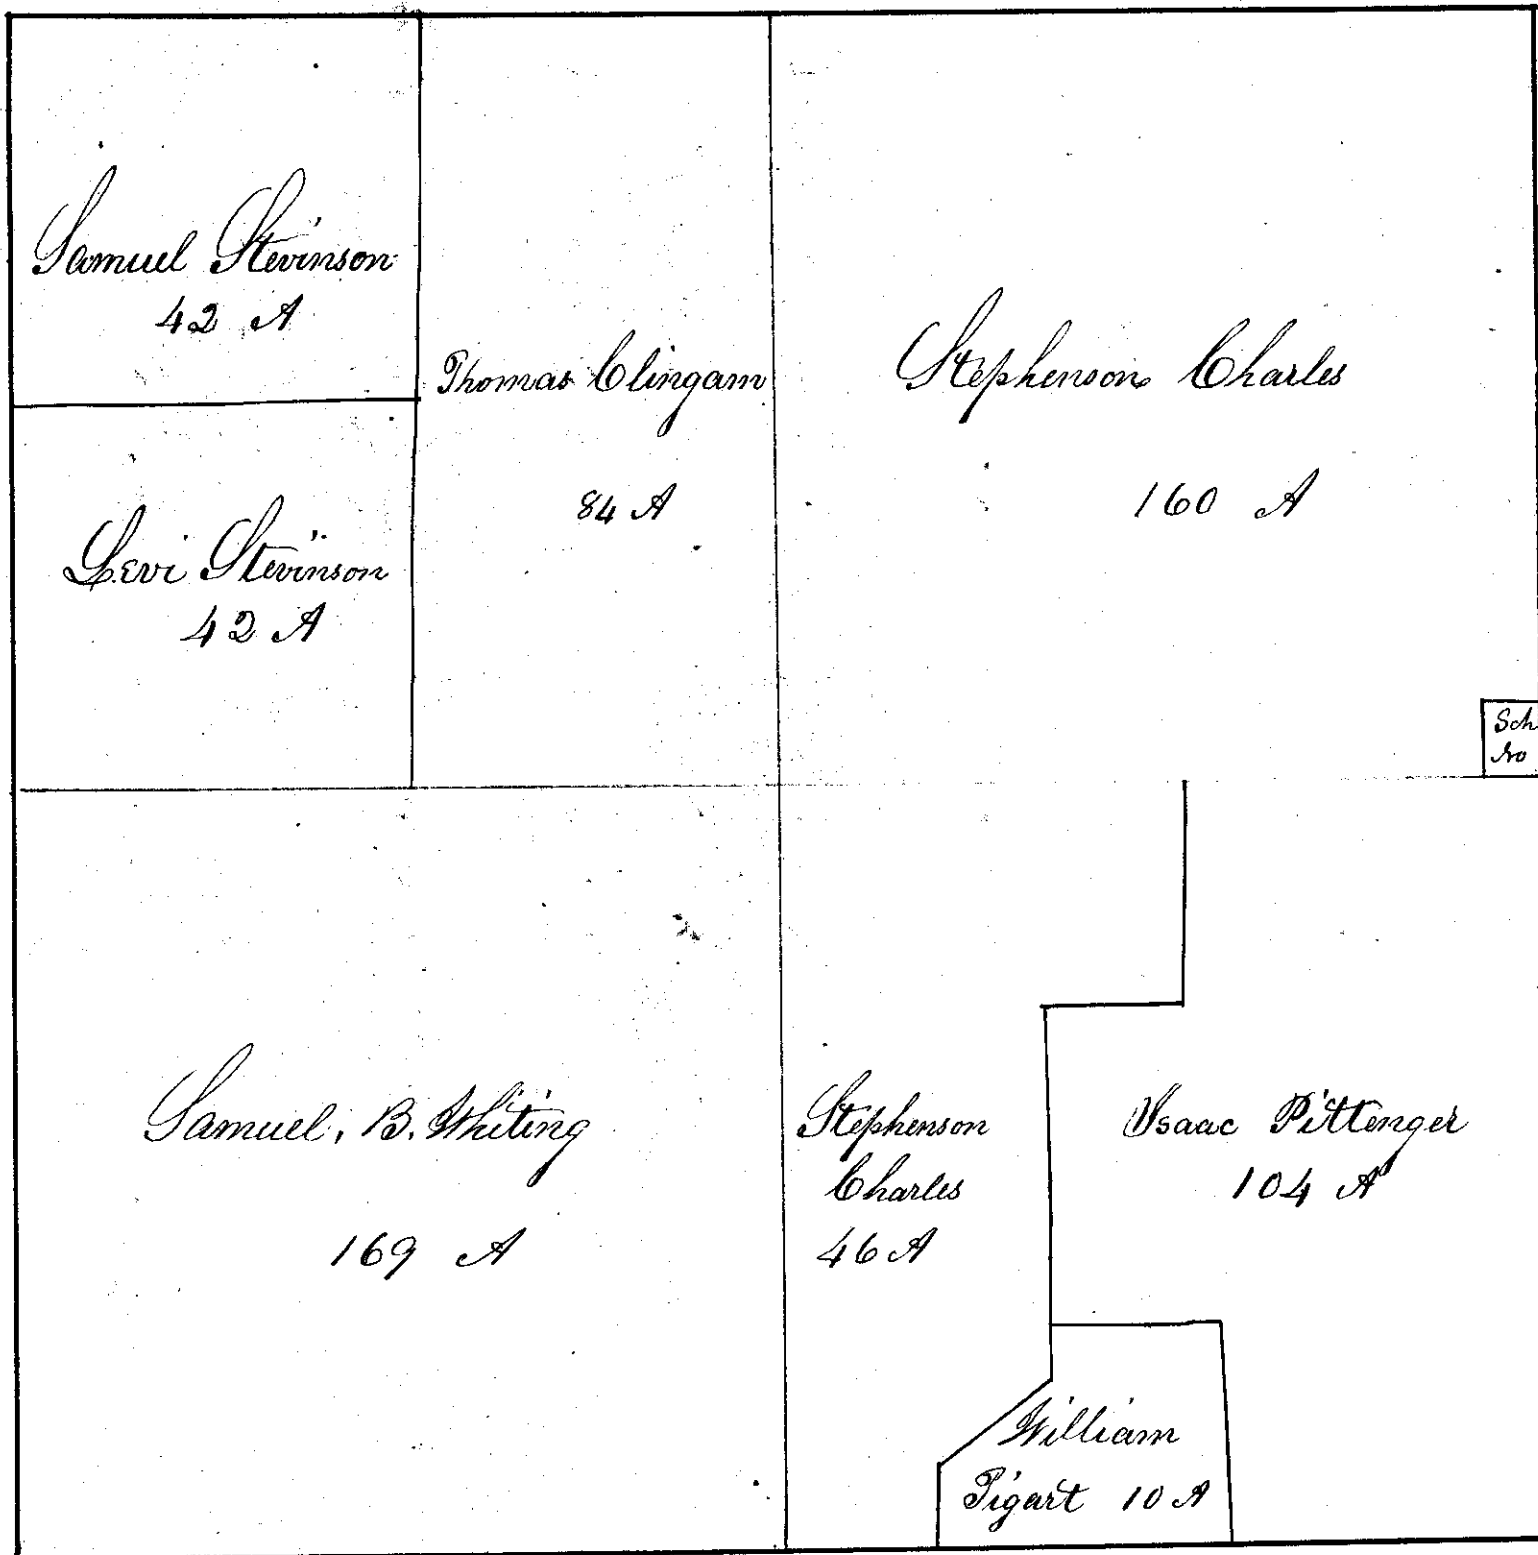 Samuel Stevinson
42 A
Thomas Clingam
84 A
Stephenson Charles
160 A
Levi Stevinson
42 A
Sch
No
Samuel, B. Whiting
169 A
Stephenson
Charles
46 A
Isaac Pittenger
104 A
William
Pigart 10 A